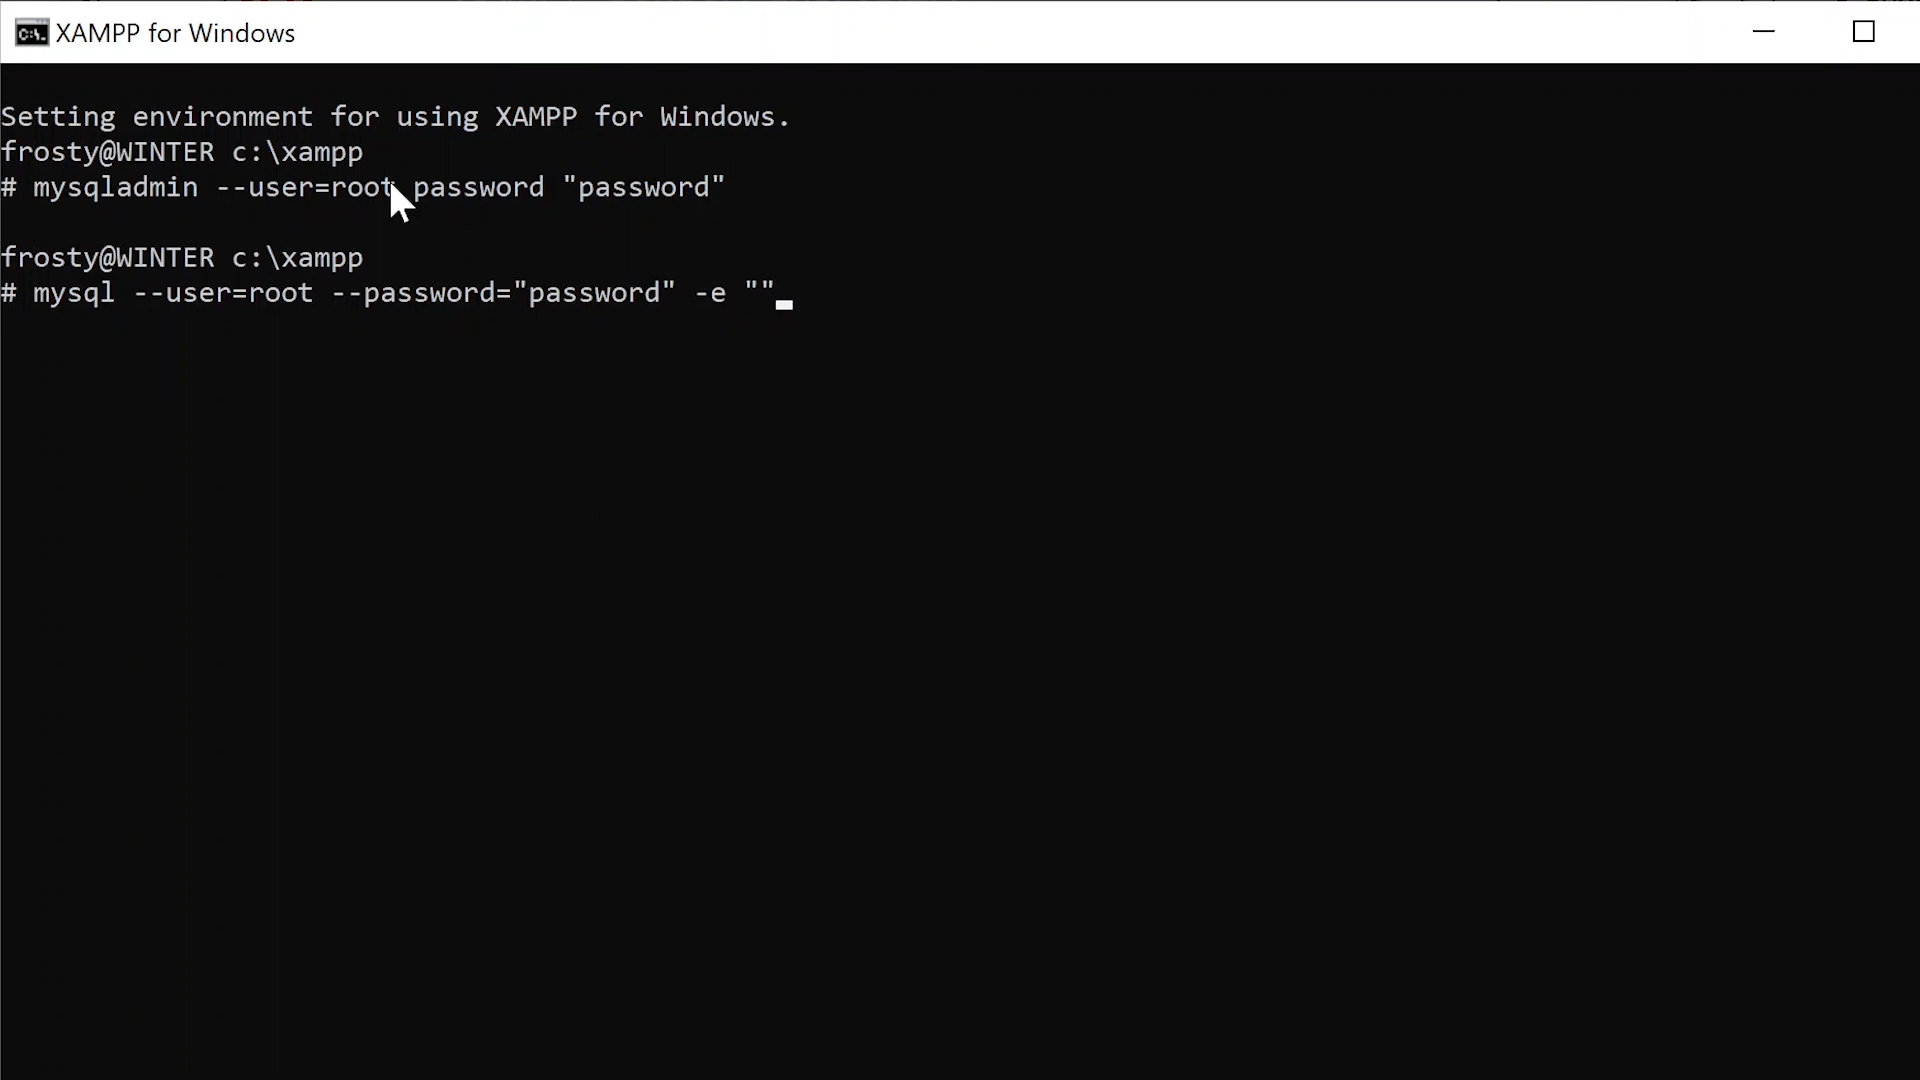 XAMPP for Windows
Setting environment for using XAMPP for Windows.
frosty@WINTER c:\xampp
# mysqladmin --user=root password "password"
frosty@WINTER c:\xampp
# mysql --user=root --password="password" -e ""